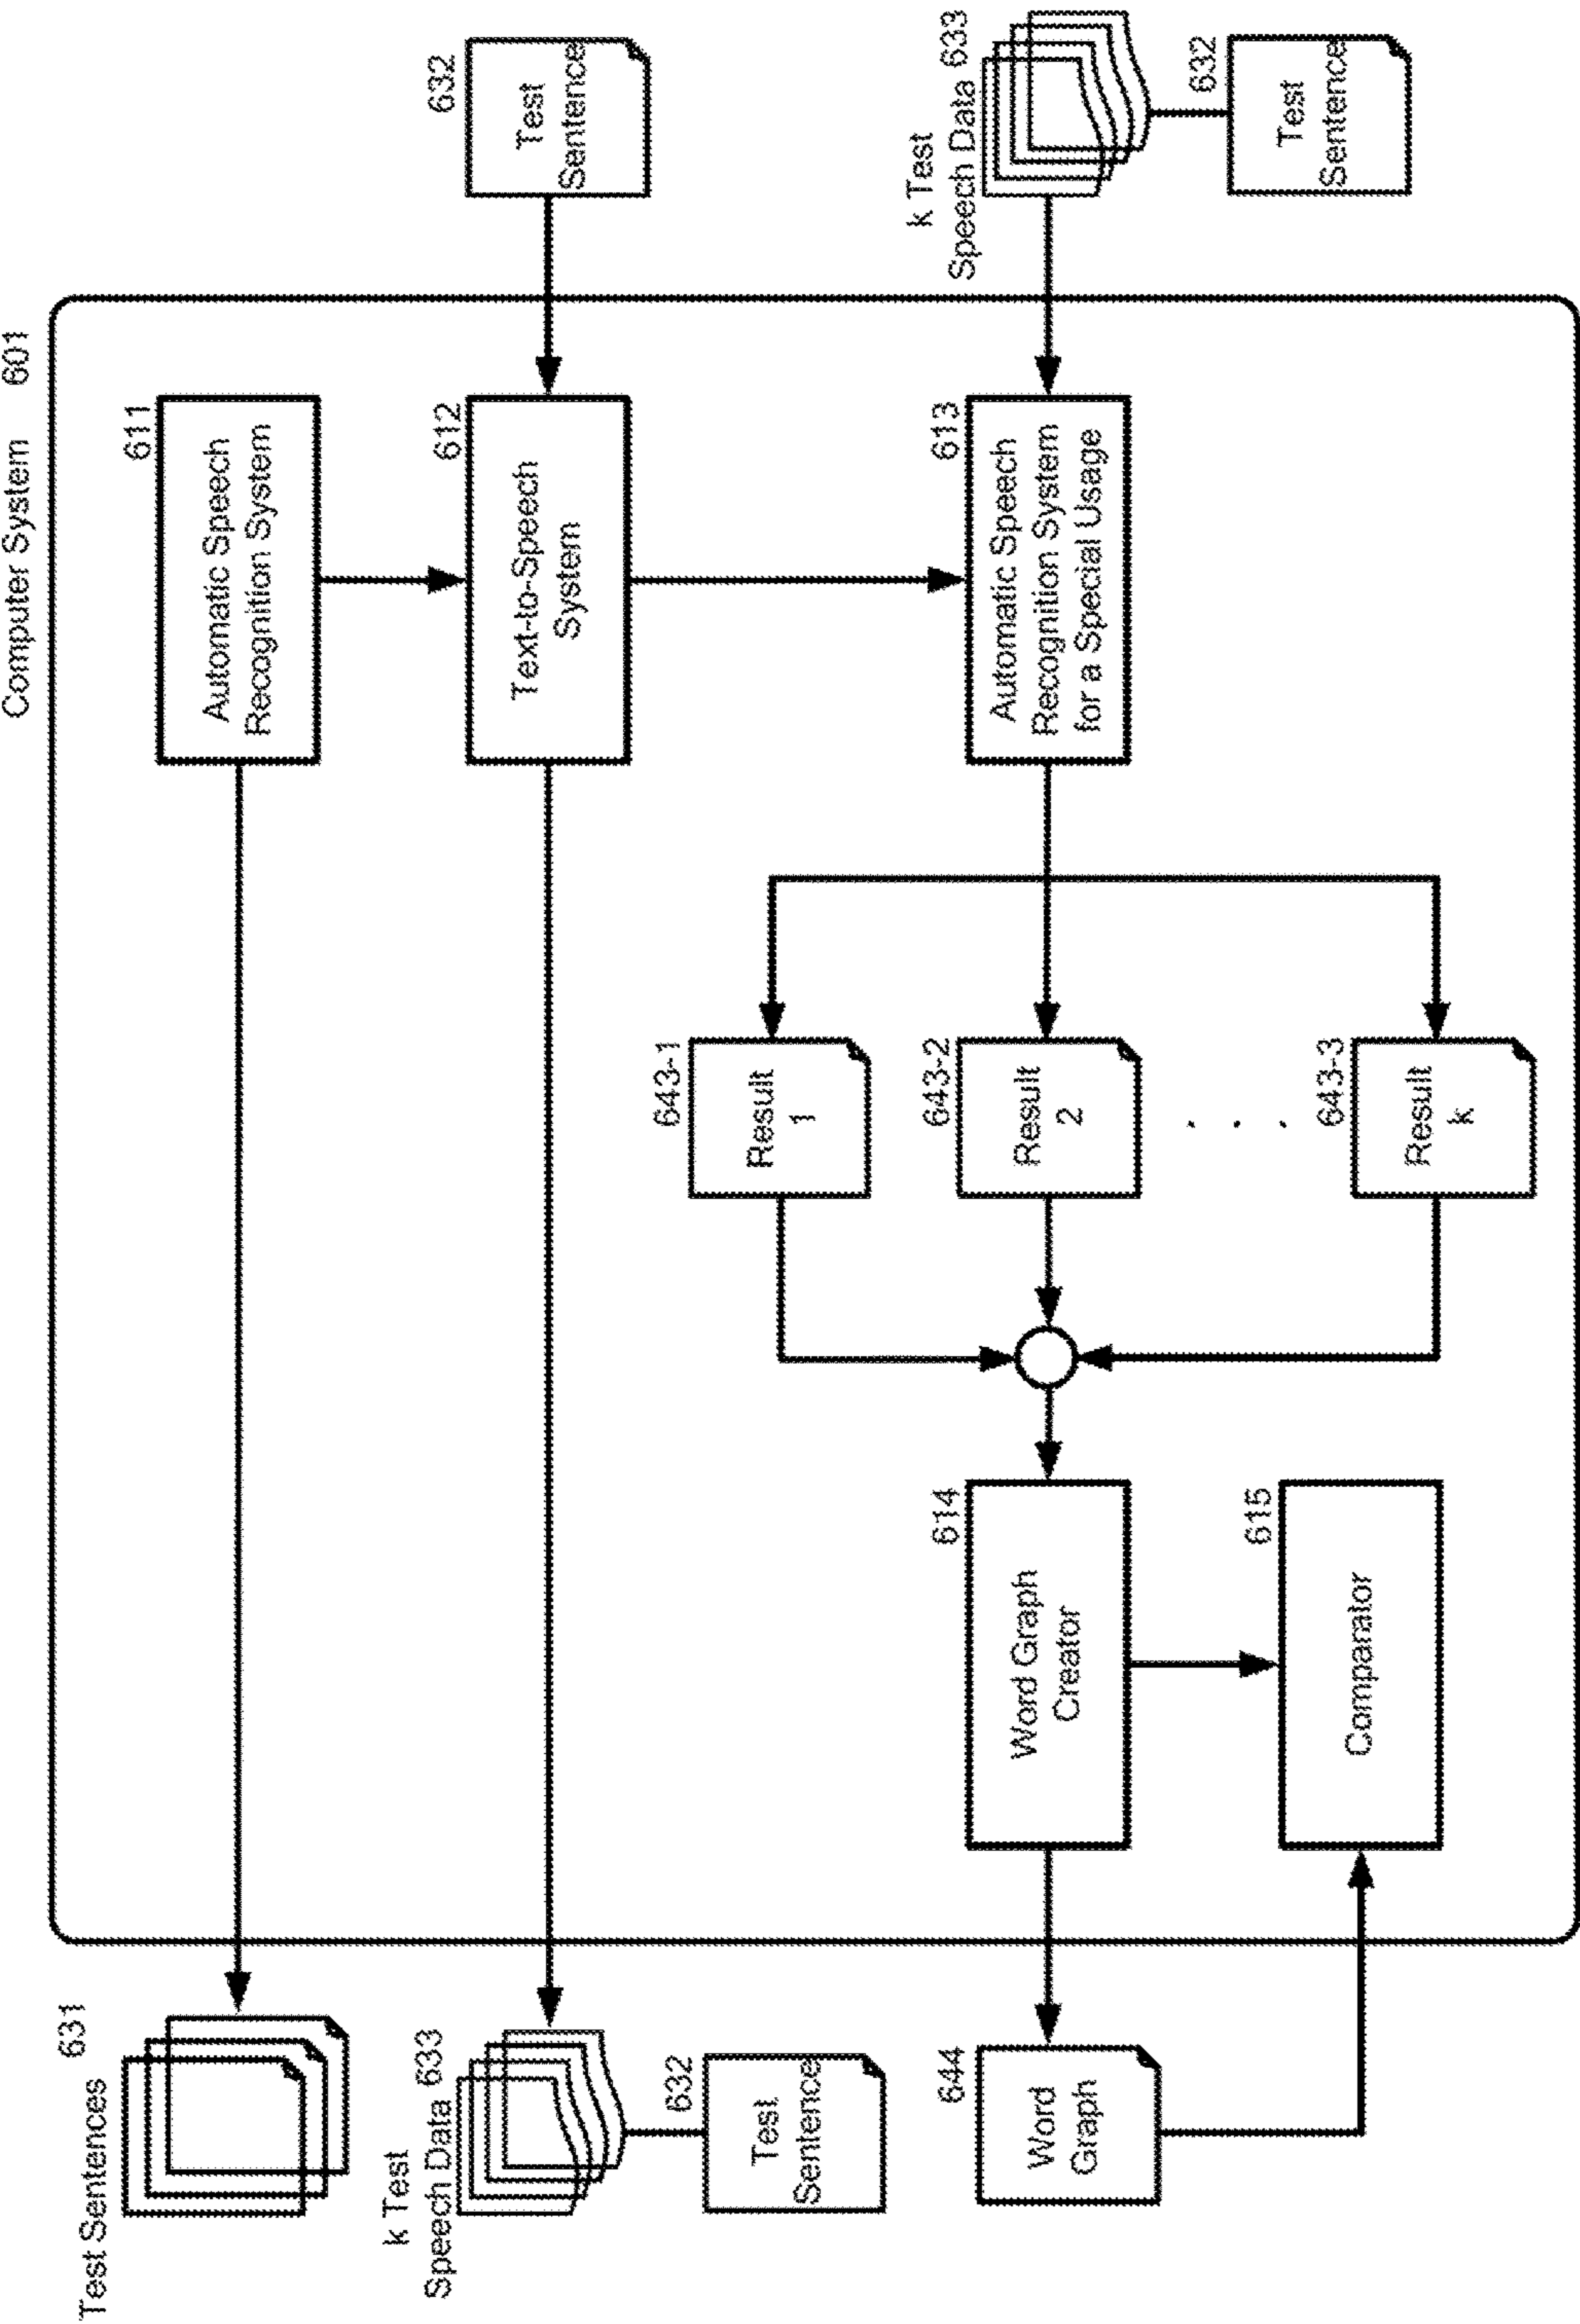 Computer System 601
Test Sentences
631
611
Automatic Speech
Recognition System
k Test
Speech Data 633
612
Text-to-Speech
System
632
Test
Sentence
632
Test
Sentence
643-1
Result
1
k Test
Speech Data 633
644
Word
Graph
614
Word Graph
Creator
643-2
Result
2
613
Automatic Speech
Recognition System
for a Special Usage
. . .
632
Test
Sentence
615
Comparator
643-3
Result
k